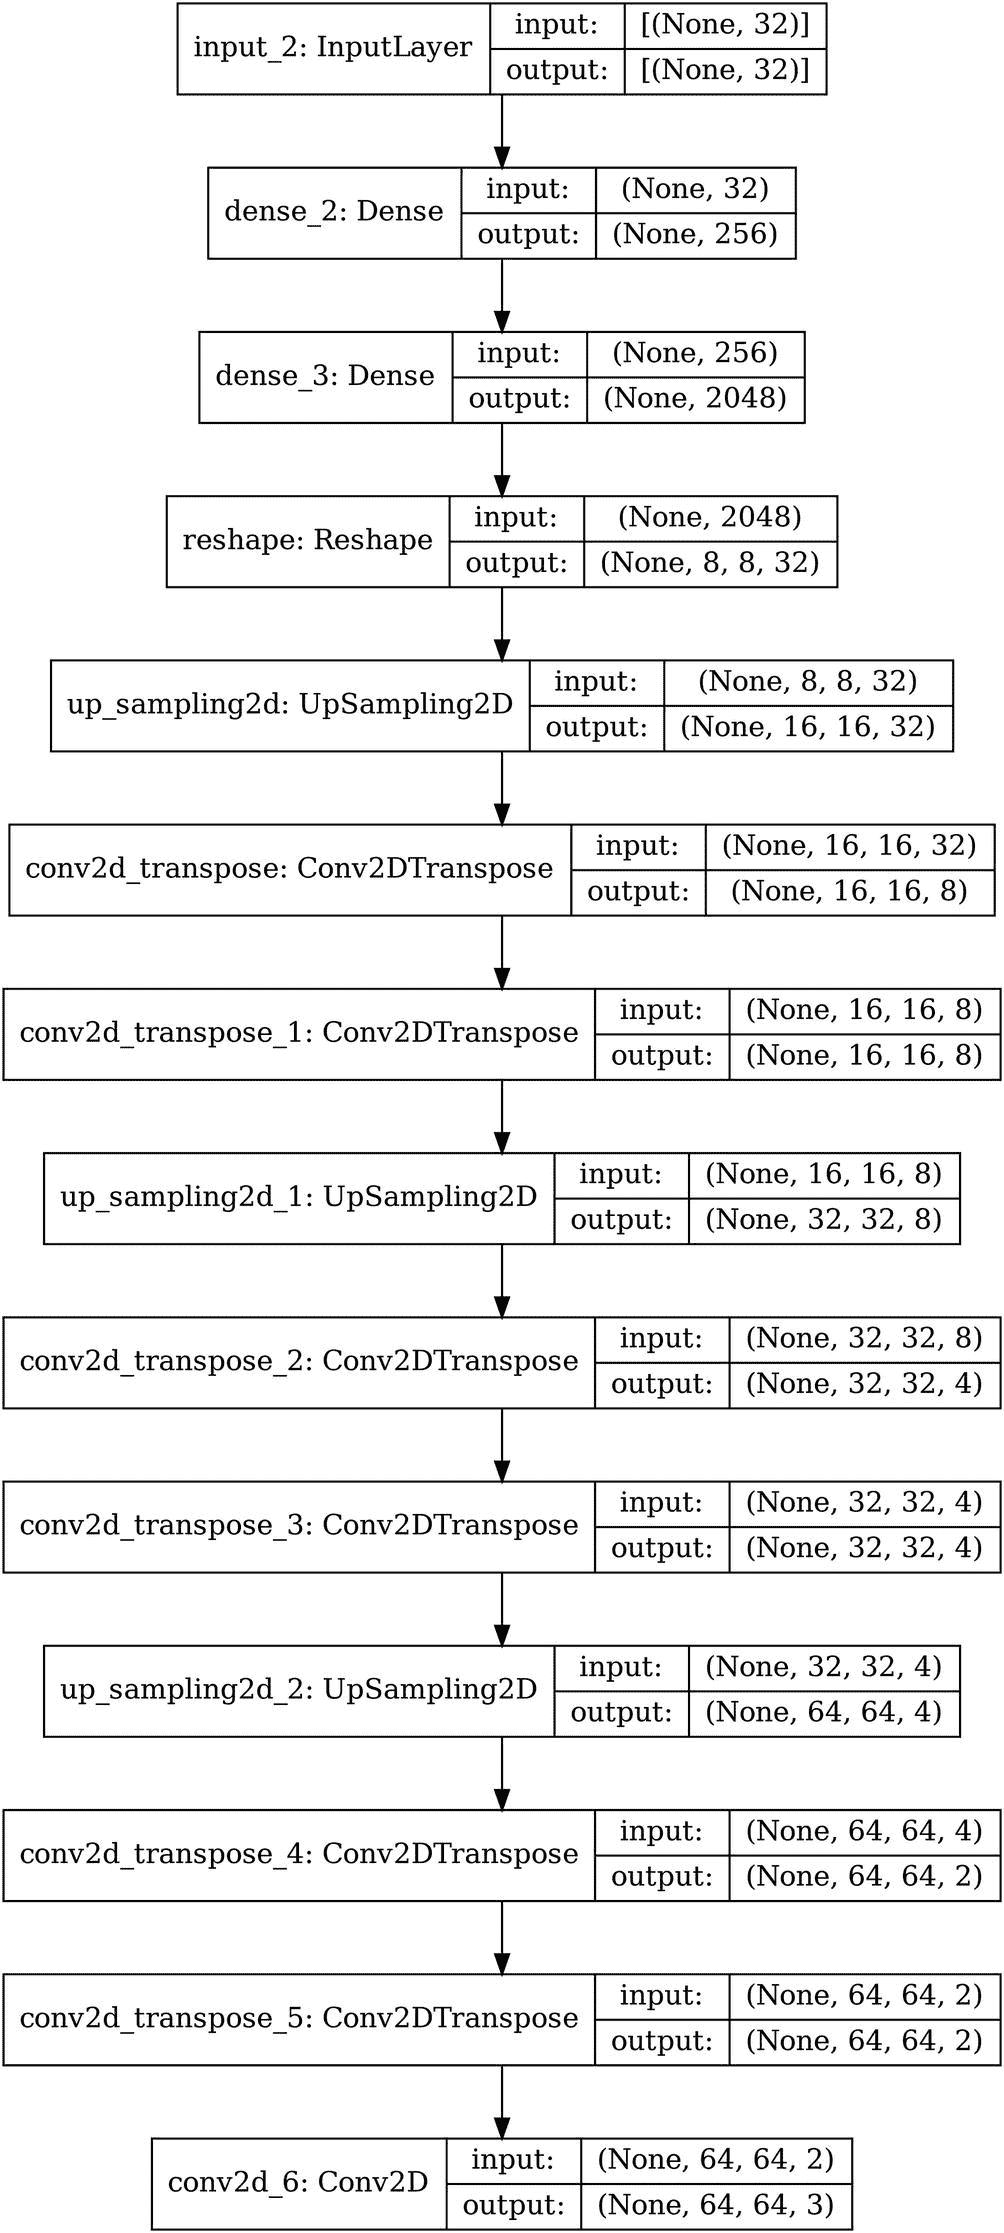 input_2: InputLayer
input: [(None, 32)]
output: [(None, 32)]
dense_2: Dense
input: (None, 32)
output: (None, 256)
dense_3: Dense
input: (None, 256)
output: (None, 2048)
reshape: Reshape
input: (None, 2048)
output: (None, 8, 8, 32)
up_sampling2d: UpSampling2D
input: (None, 8, 8, 32)
output: (None, 16, 16, 32)
conv2d_transpose: Conv2DTranspose
input: (None, 16, 16, 32)
output: (None, 16, 16, 8)
conv2d_transpose_1: Conv2DTranspose
input: (None, 16, 16, 8)
output: (None, 16, 16, 8)
up_sampling2d_1: UpSampling2D
input: (None, 16, 16, 8)
output: (None, 32, 32, 8)
conv2d_transpose_2: Conv2DTranspose
input: (None, 32, 32, 8)
output: (None, 32, 32, 4)
conv2d_transpose_3: Conv2DTranspose
input: (None, 32, 32, 4)
output: (None, 32, 32, 4)
up_sampling2d_2: UpSampling2D
input: (None, 32, 32, 4)
output: (None, 64, 64, 4)
conv2d_transpose_4: Conv2DTranspose
input: (None, 64, 64, 4)
output: (None, 64, 64, 2)
conv2d_transpose_5: Conv2DTranspose
input: (None, 64, 64, 2)
output: (None, 64, 64, 2)
conv2d_6: Conv2D
input: (None, 64, 64, 2)
output: (None, 64, 64, 3)